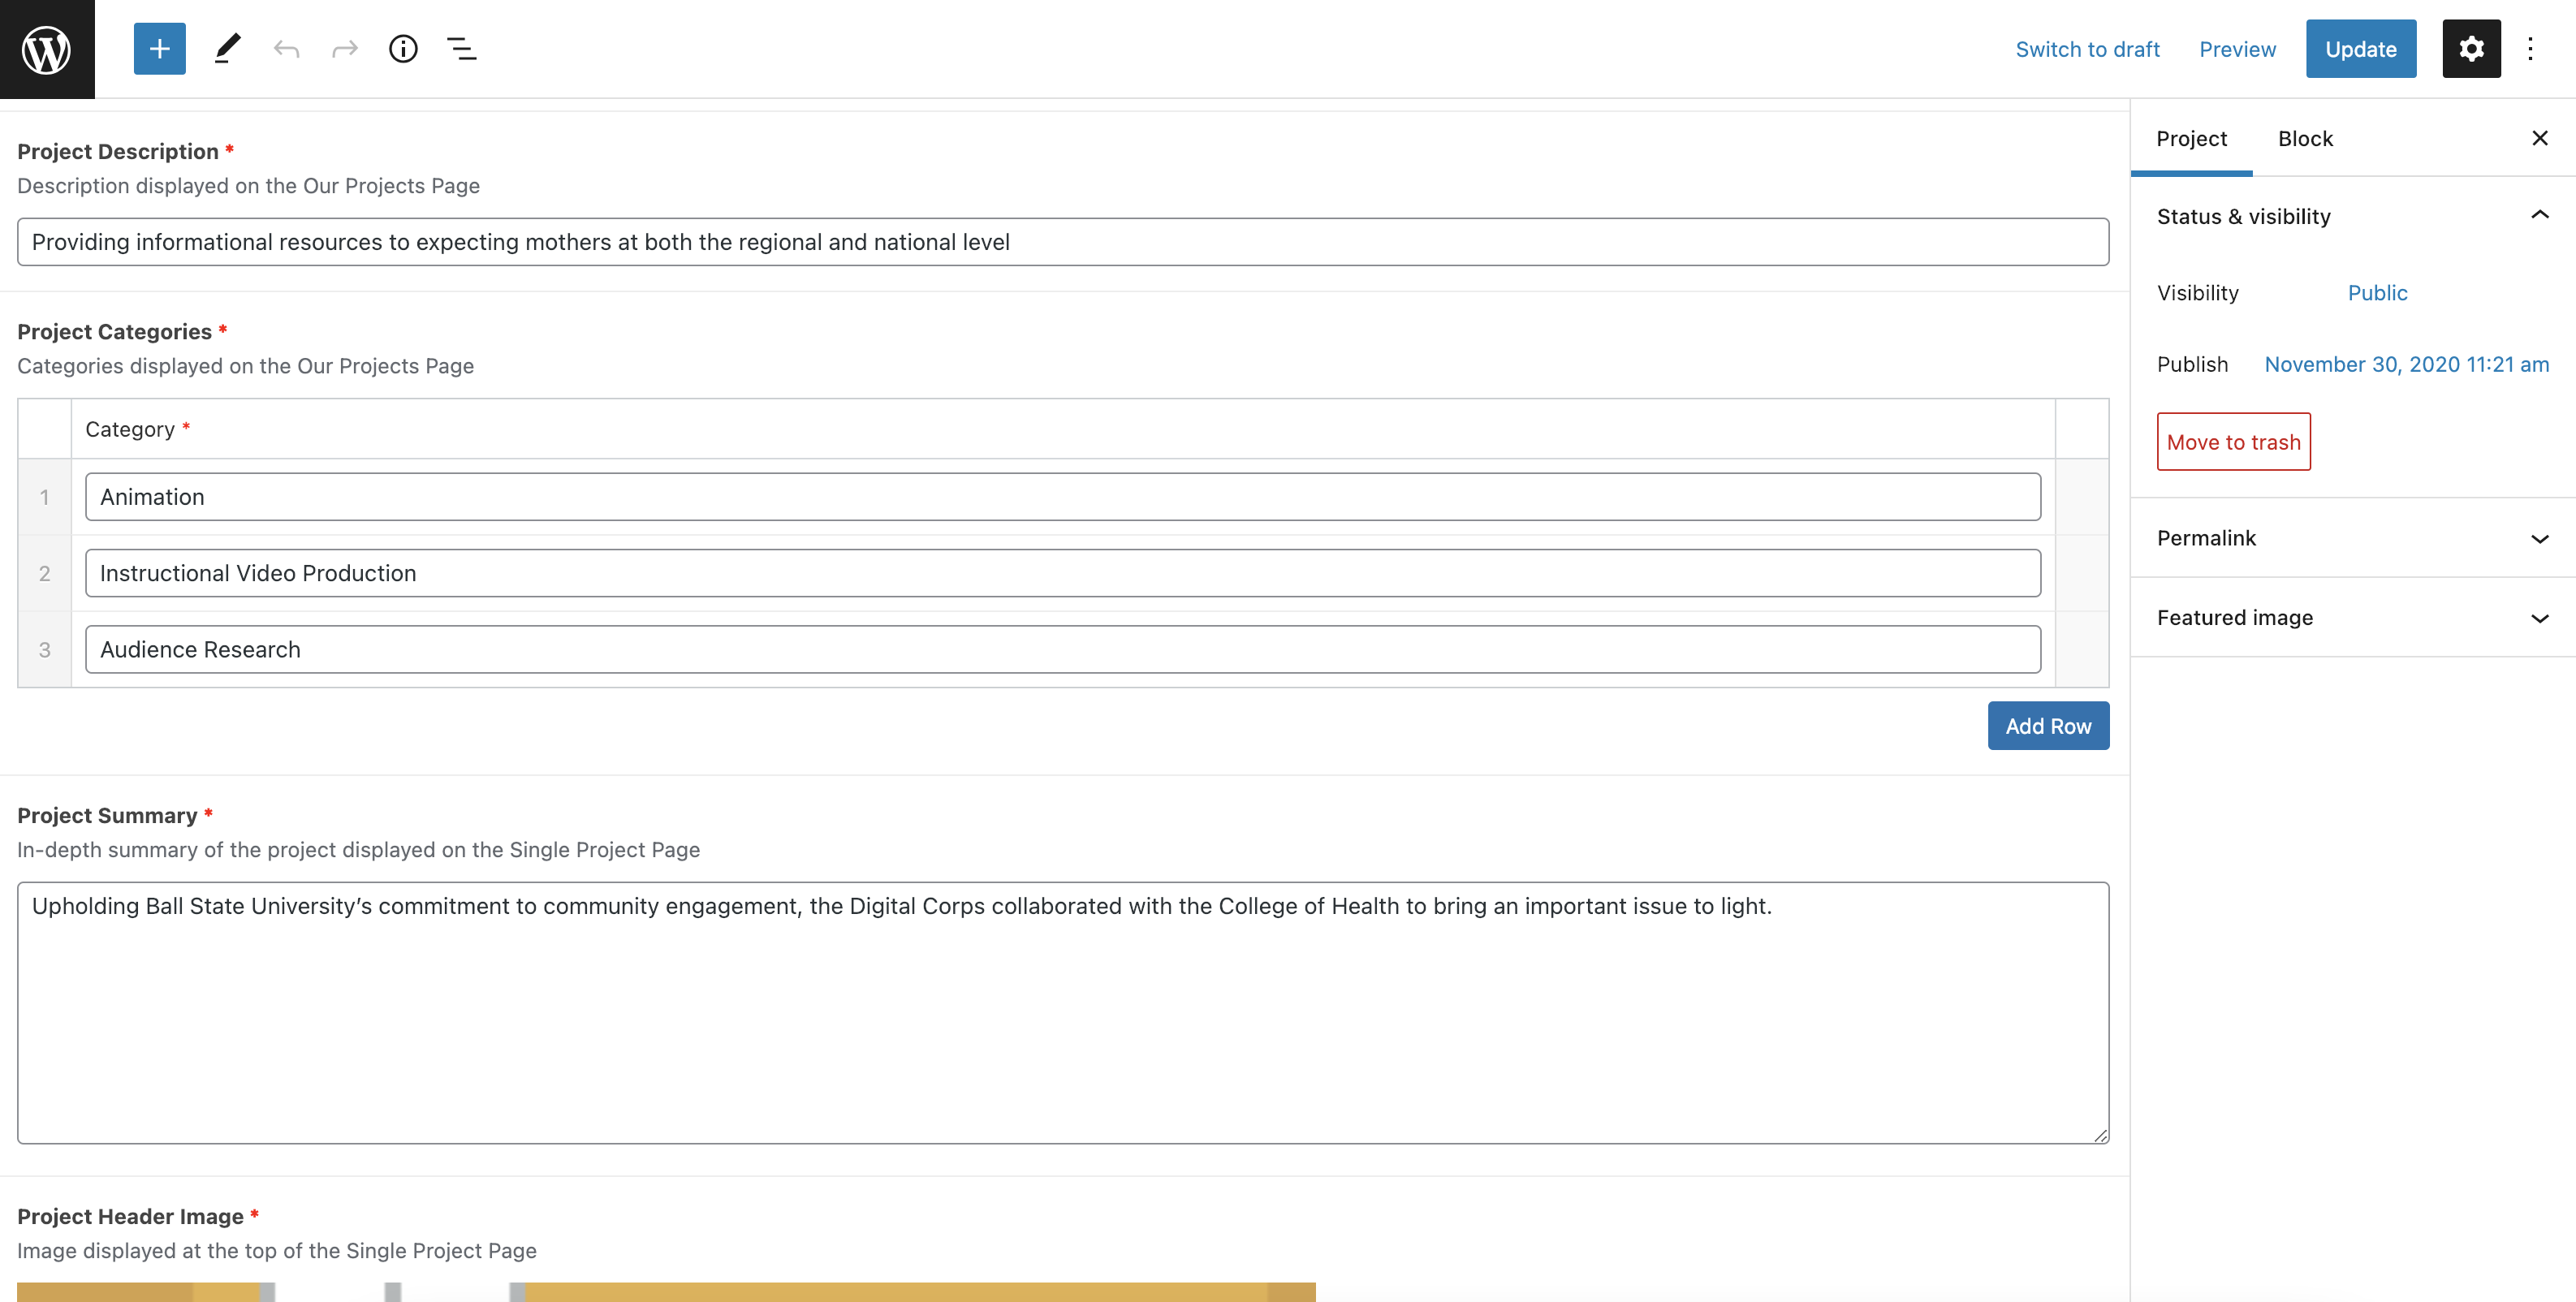 Switch to draft Preview Update
Project Description *
Description displayed on the Our Projects Page
Providing informational resources to expecting mothers at both the regional and national level
Project Categories *
Categories displayed on the Our Projects Page
Category *
1 Animation
2 Instructional Video Production
3 Audience Research
Add Row
Project Summary *
In-depth summary of the project displayed on the Single Project Page
Upholding Ball State University’s commitment to community engagement, the Digital Corps collaborated with the College of Health to bring an important issue to light.
Project Header Image *
Image displayed at the top of the Single Project Page
Project Block
Status & visibility
Visibility Public
Publish November 30, 2020 11:21 am
Move to trash
Permalink
Featured image